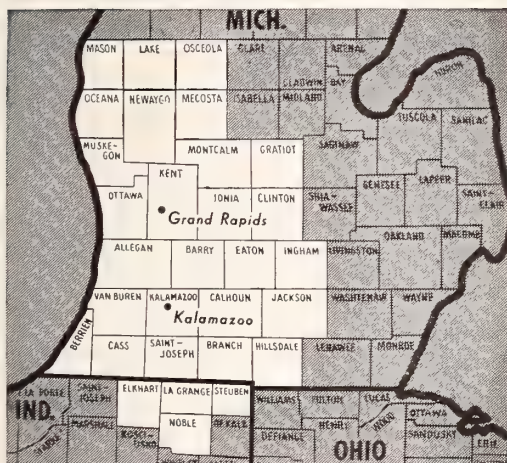 MICH.
MASON LAKE OSCEOLA CLARE ARENAC
GLADWIN BAY HURON
OCEANA NEWAYGO MECOSTA ISABELLA MIDLAND
TUSCOLA SANILAC
MUSKE-
GON
MONTCALM GRATIOT SAGINAW
KENT
OTTAWA IONIA CLINTON SHIA-
WASSEE
GENESEE LAPEER SAINT-
CLAIR
Grand Rapids
OAKLAND MACOMB
ALLEGAN BARRY EATON INGHAM LIVINGSTON
VAN BUREN KALAMAZOO CALHOUN JACKSON WASHTENAW WAYNE
Kalamazoo
BERRIEN
CASS SAINT-
JOSEPH
BRANCH HILLSDALE LENAWEE MONROE
LA PORTE SAINT-
JOSEPH
ELKHART LA GRANGE STEUBEN WILLIAMS FULTON LUCAS
OTTAWA
IND.
MARSHALL
KOSCI-
USKO
NOBLE DE KALB DEFIANCE HENRY WOOD SANDUSKY ERIE
STARKE
OHIO